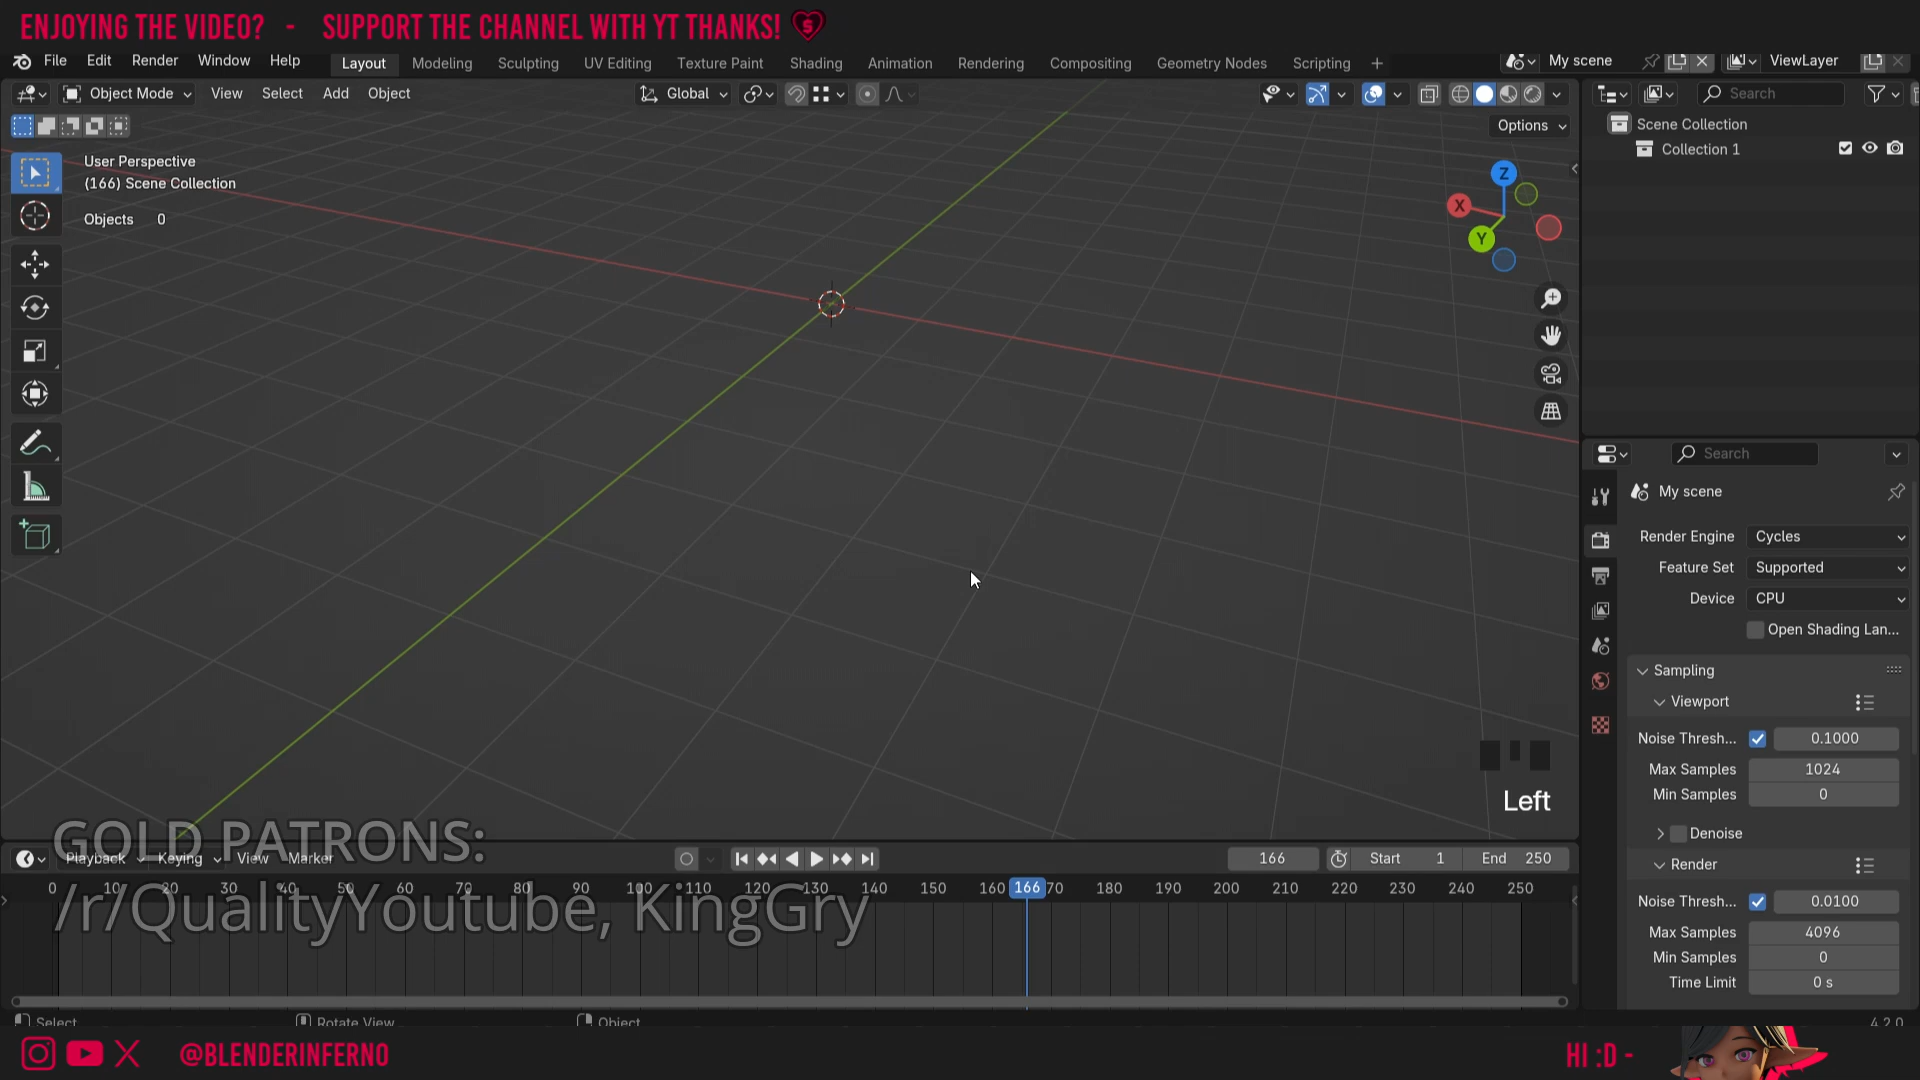 ENJOYING THE VIDEO? - SUPPORT THE CHANNEL WITH YT THANKS!
File Edit Render Window Help Layout Modeling Sculpting UV Editing Texture Paint Shading Animation Rendering Compositing Geometry Nodes Scripting + My scene ViewLayer
Object Mode View Select Add Object Global Search
Options
Scene Collection
Collection 1
User Perspective
(166) Scene Collection
Objects 0
Z
X
Y
Search
My scene
Render Engine Cycles
Feature Set Supported
Device CPU
Open Shading Lan...
Sampling
Viewport
Noise Thresh... 0.1000
Max Samples 1024
Min Samples 0
Denoise
Render
Noise Thresh... 0.0100
Max Samples 4096
Min Samples 0
Time Limit 0 s
Left
GOLD PATRONS:
/r/QualityYoutube, KingGry
Playback Keying View Marker 166 Start 1 End 250
0 10 20 30 40 50 60 70 80 90 100 110 120 130 140 150 160 166 70 180 190 200 210 220 230 240 250
Select Rotate View Object 4.2.0
@BLENDERINFERNO
HI :D -